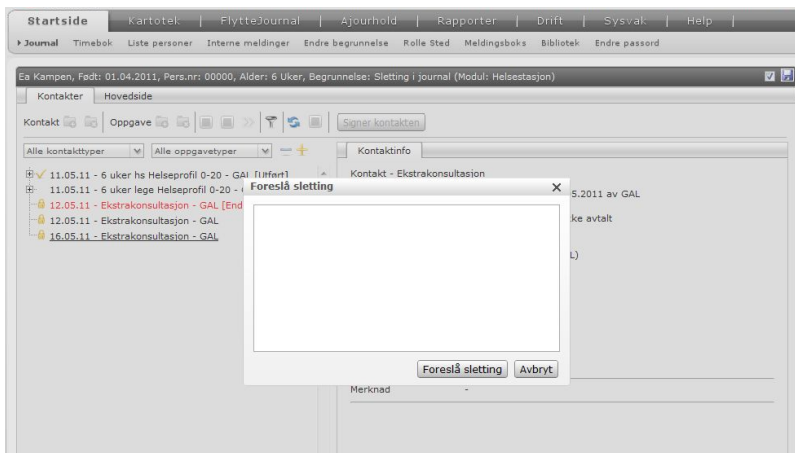 Startside | Kartotek | FlytteJournal | Ajourhold | Rapporter | Drift | Sysvak | Help |
Journal Timebok Liste personer Interne meldinger Endre begrunnelse Rolle Sted Meldingsboks Bibliotek Endre passord
Ea Kampen, Født: 01.04.2011, Pers.nr: 00000, Alder: 6 Uker, Begrunnelse: Sletting i journal (Modul: Helsestasjon)
Kontakter Hovedside
Kontakt Oppgave Signer kontakten
Alle kontakttyper Alle oppgavetyper
Kontaktinfo
11.05.11 - 6 uker hs Helseprofil 0-20 - GAL [Utført]
Kontakt - Ekstrakonsultasjon
11.05.11 - 6 uker lege Helseprofil 0-20 -
Foreslå sletting
5.2011 av GAL
12.05.11 - Ekstrakonsultasjon - GAL [End
12.05.11 - Ekstrakonsultasjon - GAL
ke avtalt
16.05.11 - Ekstrakonsultasjon - GAL
L)
Foreslå sletting Avbryt
Merknad -